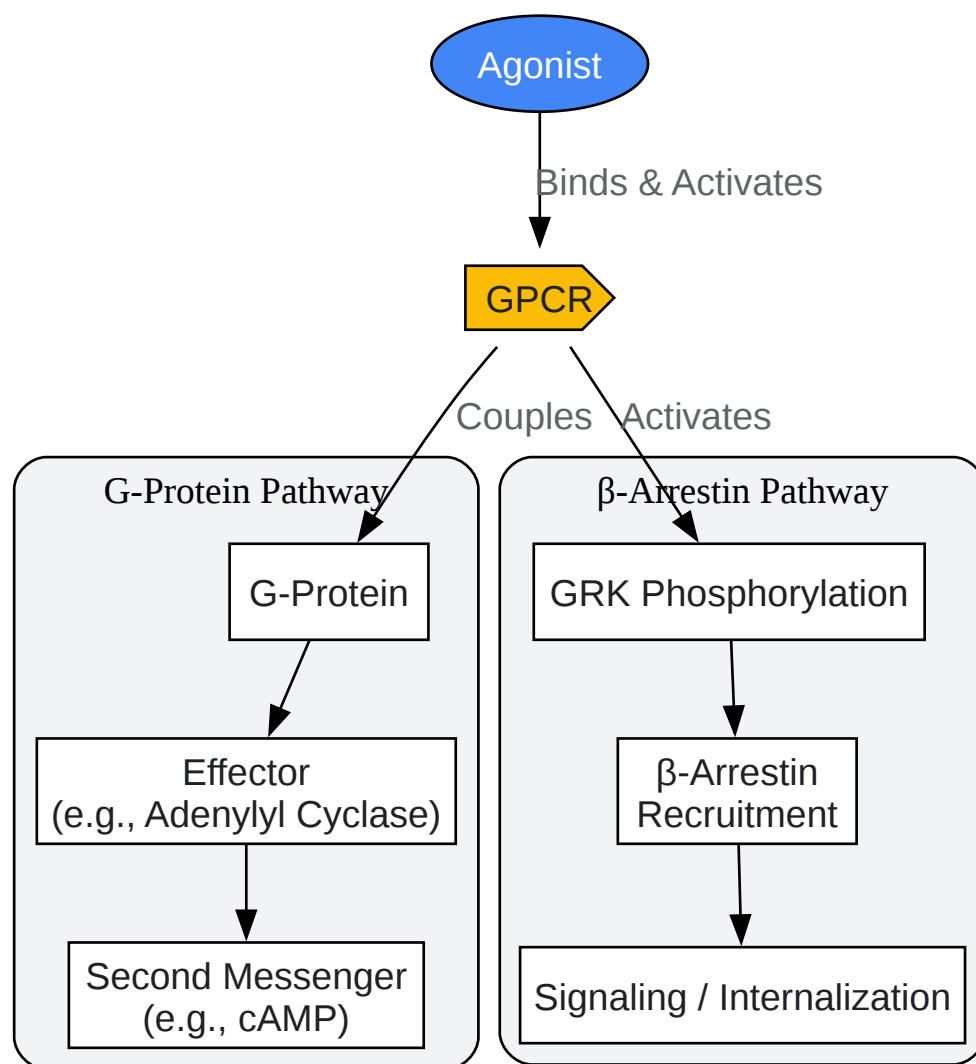 Agonist
Binds & Activates
GPCR
Couples
Activates
G-Protein Pathway
G-Protein
Effector
(e.g., Adenylyl Cyclase)
Second Messenger
(e.g., cAMP)
β-Arrestin Pathway
GRK Phosphorylation
β-Arrestin
Recruitment
Signaling / Internalization